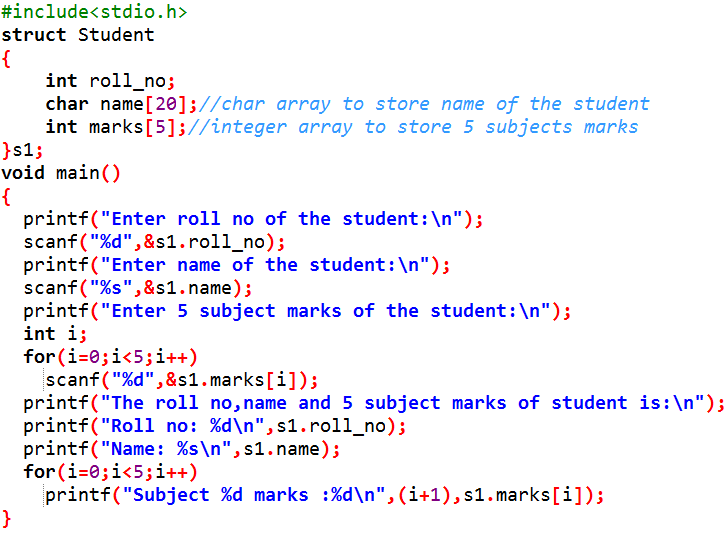 #include<stdio.h>
struct Student
{
    int roll_no;
    char name[20];//char array to store name of the student
    int marks[5];//integer array to store 5 subjects marks
}s1;
void main()
{
  printf("Enter roll no of the student:\n");
  scanf("%d",&s1.roll_no);
  printf("Enter name of the student:\n");
  scanf("%s",&s1.name);
  printf("Enter 5 subject marks of the student:\n");
  int i;
  for(i=0;i<5;i++)
    scanf("%d",&s1.marks[i]);
  printf("The roll no,name and 5 subject marks of student is:\n");
  printf("Roll no: %d\n",s1.roll_no);
  printf("Name: %s\n",s1.name);
  for(i=0;i<5;i++)
    printf("Subject %d marks :%d\n",(i+1),s1.marks[i]);
}